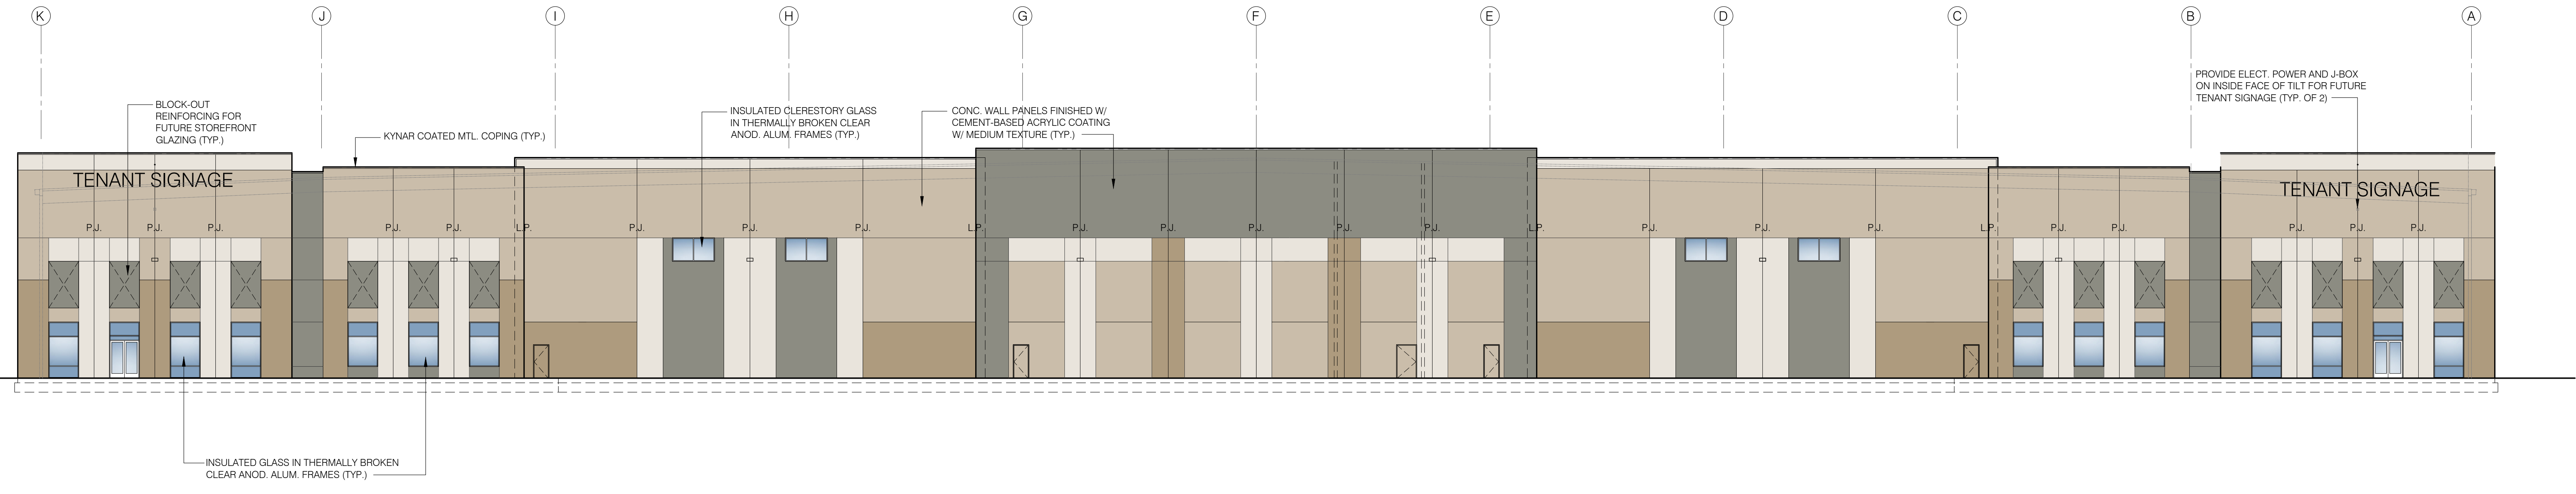 K
J
I
H
G
F
E
D
C
B
A
BLOCK-OUT
REINFORCING FOR
FUTURE STOREFRONT
GLAZING (TYP.)
KYNAR COATED MTL. COPING (TYP.)
INSULATED CLERESTORY GLASS
IN THERMALLY BROKEN CLEAR
ANOD. ALUM. FRAMES (TYP.)
CONC. WALL PANELS FINISHED W/
CEMENT-BASED ACRYLIC COATING
W/ MEDIUM TEXTURE (TYP.)
PROVIDE ELECT. POWER AND J-BOX
ON INSIDE FACE OF TILT FOR FUTURE
TENANT SIGNAGE (TYP. OF 2)
TENANT SIGNAGE
TENANT SIGNAGE
P.J.
P.J.
P.J.
P.J.
P.J.
L.P.
P.J.
P.J.
P.J.
L.P.
P.J.
P.J.
P.J.
P.J.
P.J.
L.P.
P.J.
P.J.
P.J.
L.P.
P.J.
P.J.
P.J.
P.J.
P.J.
INSULATED GLASS IN THERMALLY BROKEN
CLEAR ANOD. ALUM. FRAMES (TYP.)